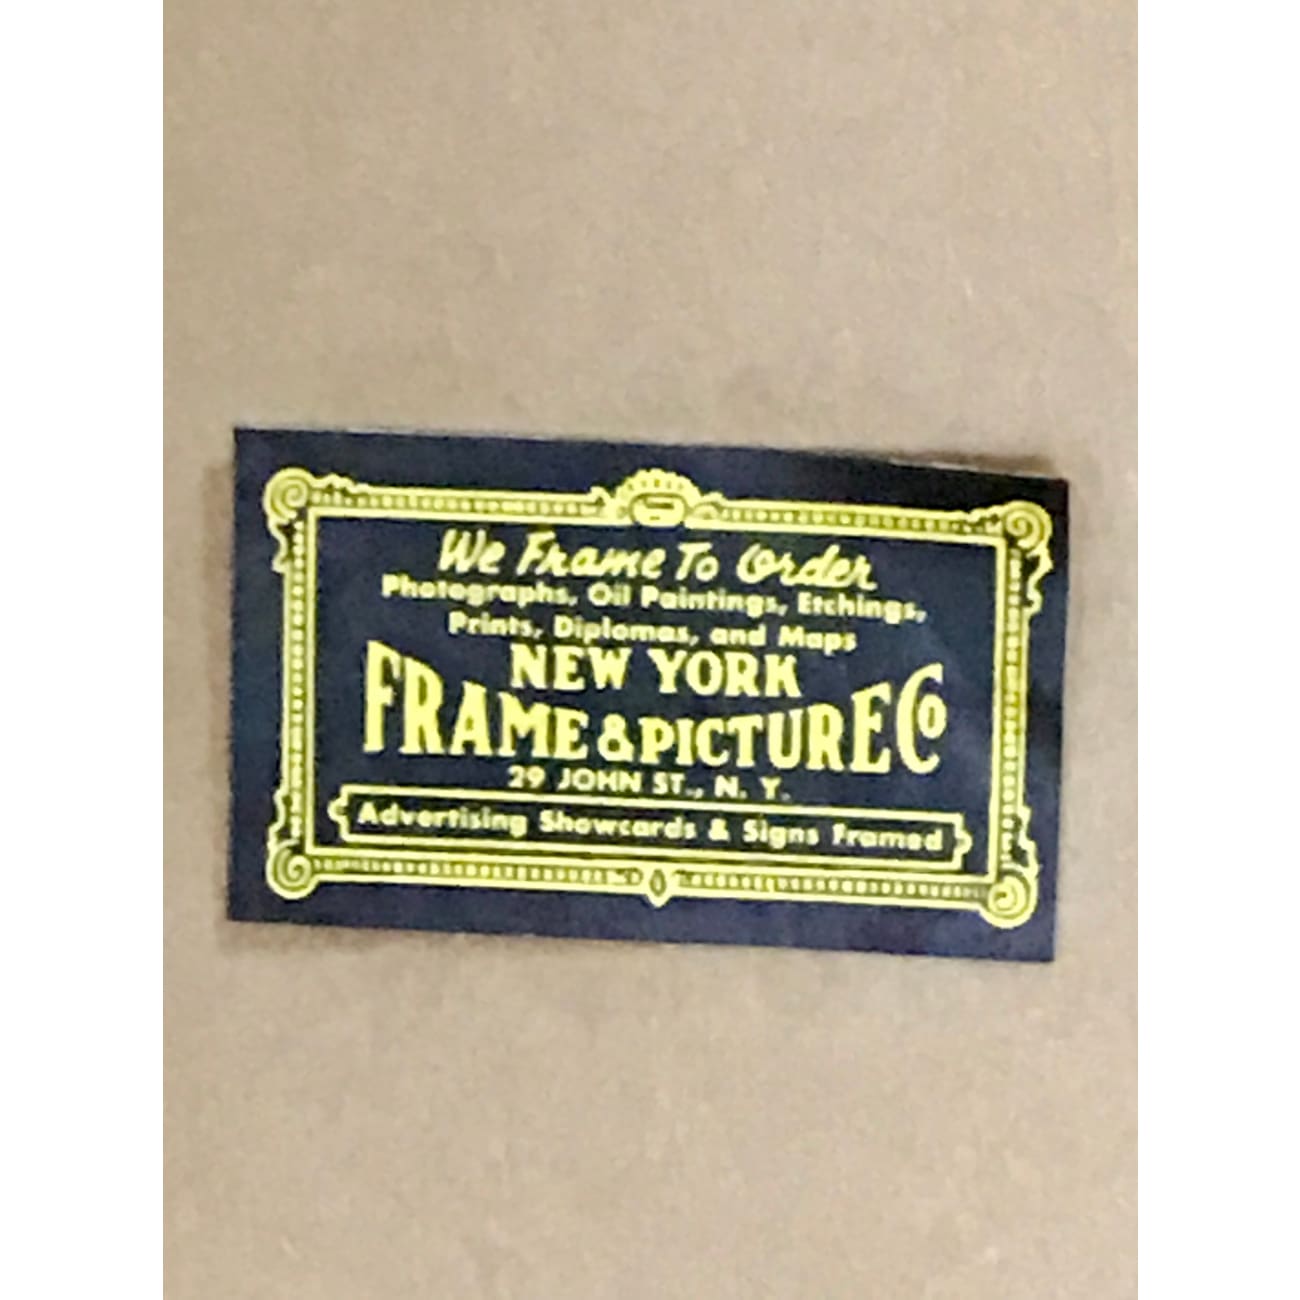 We Frame To Order
Photographs, Oil Paintings, Etchings,
Prints, Diplomas, and Maps
NEW YORK
FRAME & PICTURE Co
29 JOHN ST., N. Y.
Advertising Showcards & Signs Framed